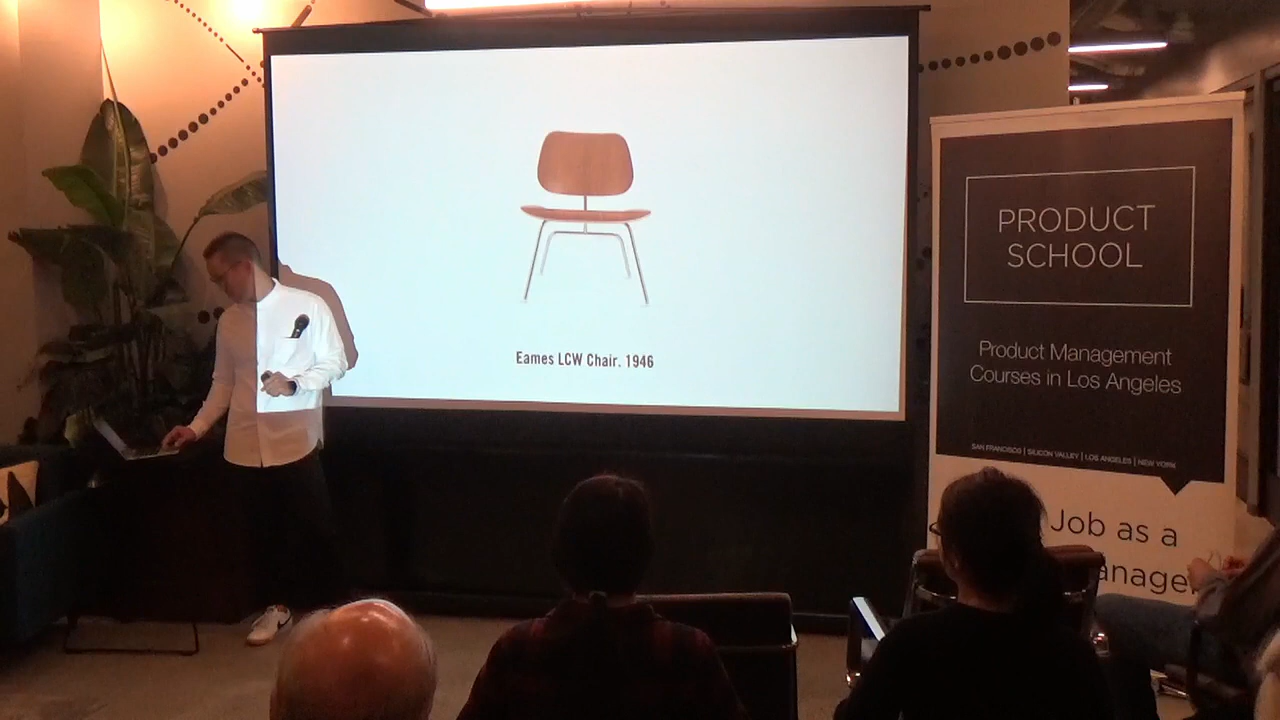 Eames LCW Chair. 1946
PRODUCT
SCHOOL
Product Management
Courses in Los Angeles
SAN FRANCISCO | SILICON VALLEY | LOS ANGELES | NEW YORK
Job as a
anage